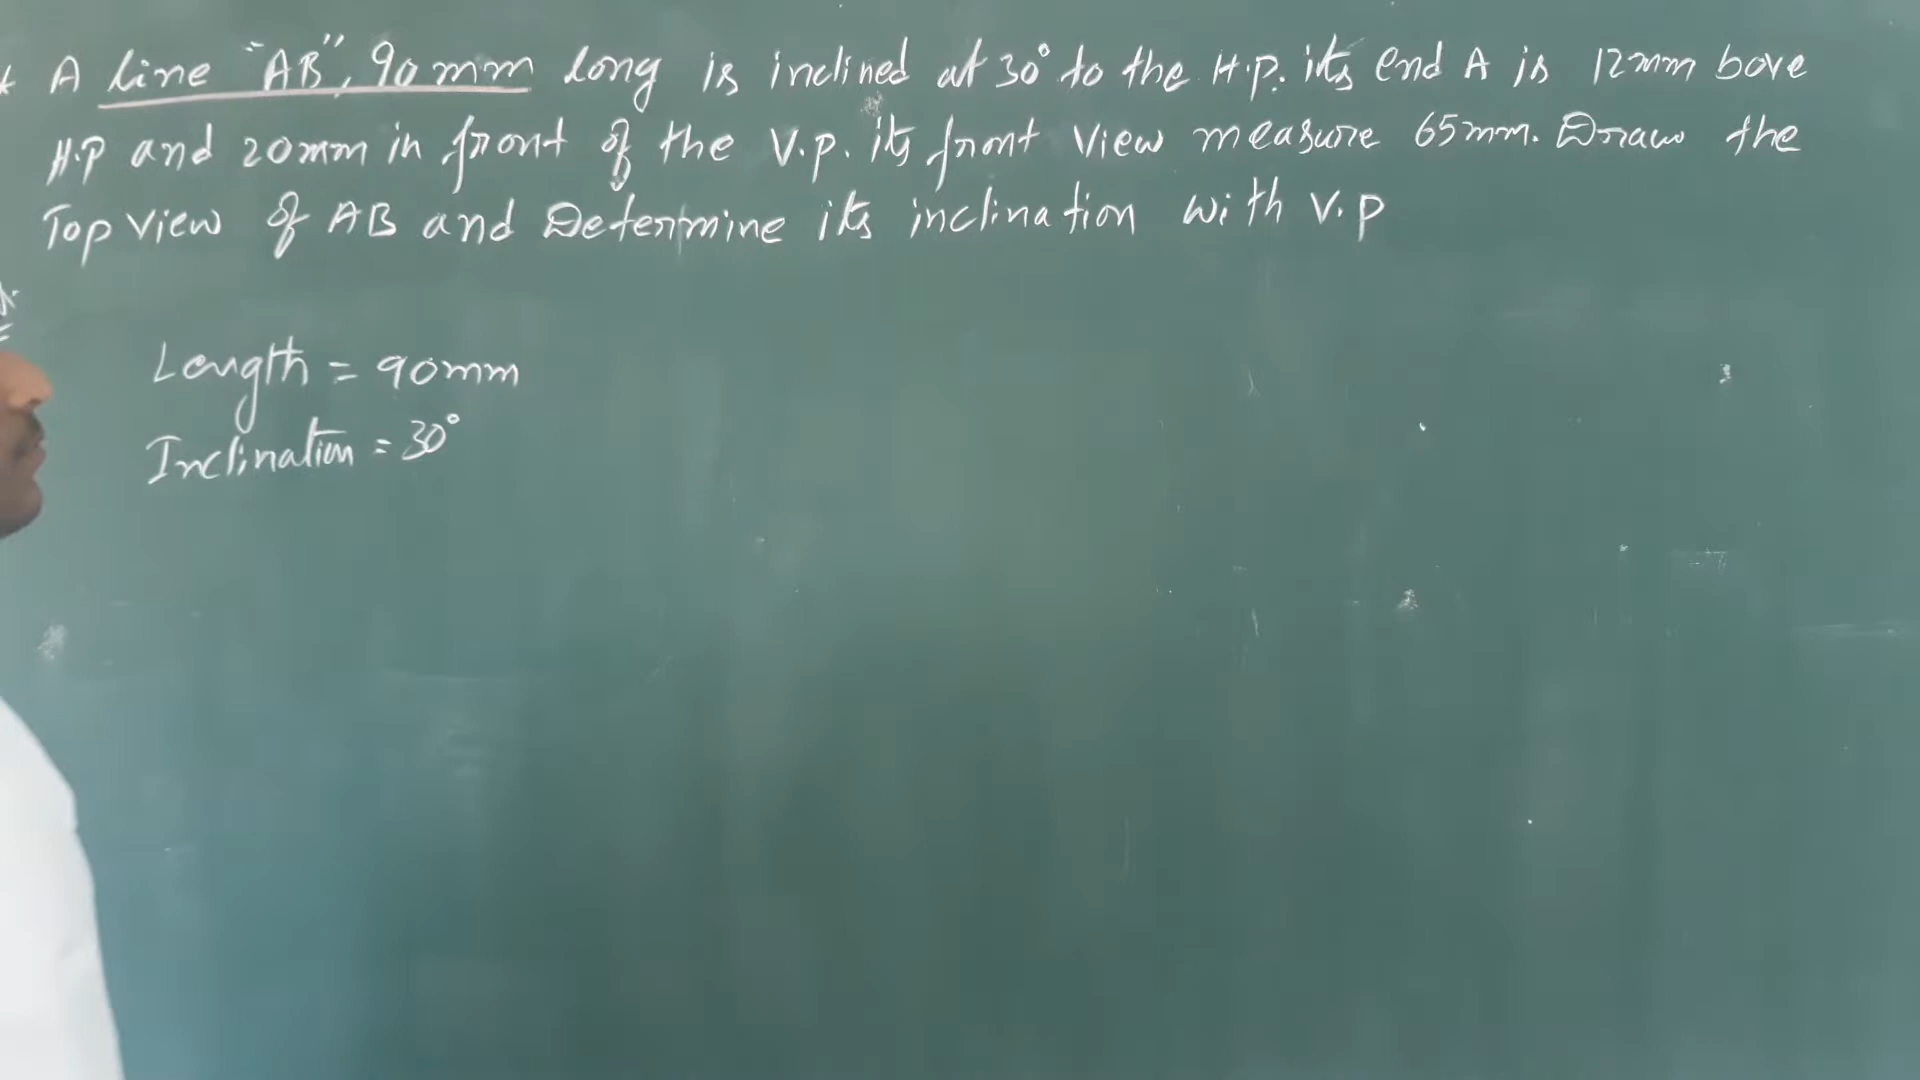 * A line "AB", 90mm long is inclined at 30° to the H.P. its end A is 12mm bove
H.P and 20mm in front of the V.P. its front view measure 65mm. Draw the
Top view of AB and Determine its inclination with V.P
Length = 90mm
Inclination = 30°